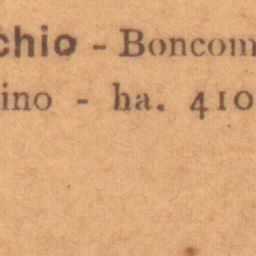 chio - Boncom
ino - ha. 410